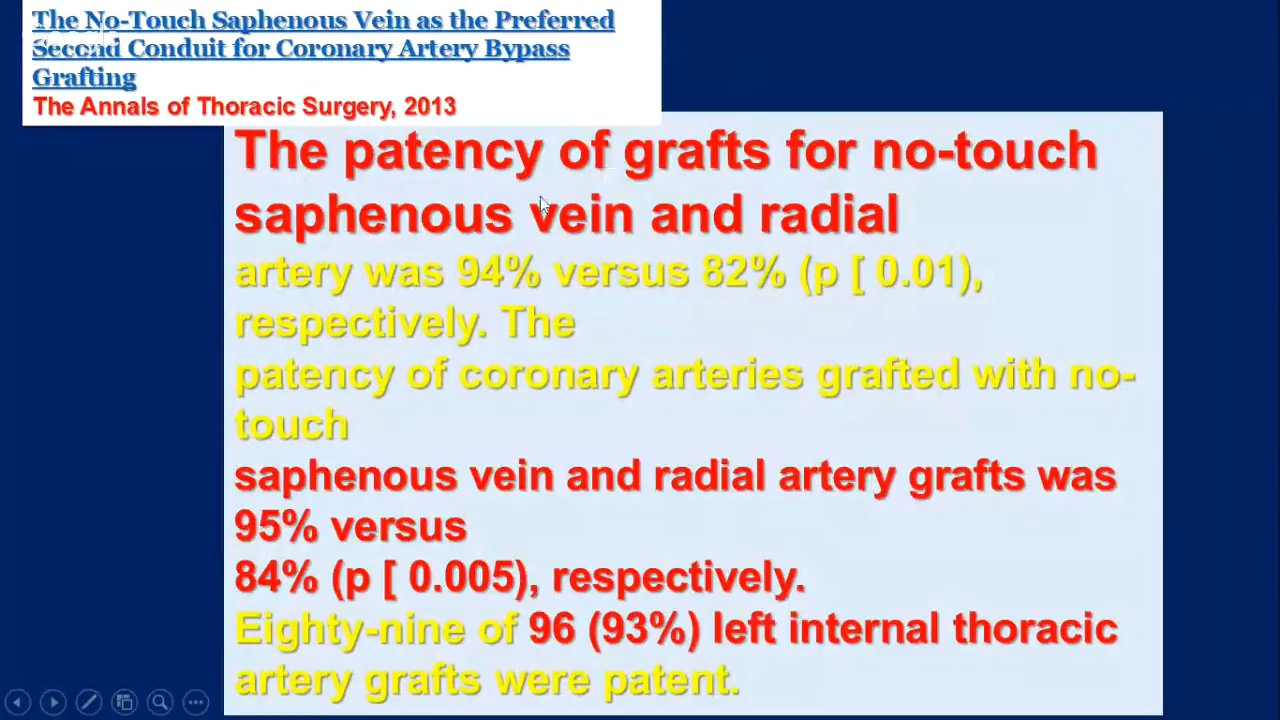 The No-Touch Saphenous Vein as the Preferred
Second Conduit for Coronary Artery Bypass
Grafting
The Annals of Thoracic Surgery, 2013
The patency of grafts for no-touch
saphenous vein and radial
artery was 94% versus 82% (p [ 0.01),
respectively. The
patency of coronary arteries grafted with no-
touch
saphenous vein and radial artery grafts was
95% versus
84% (p [ 0.005), respectively.
Eighty-nine of 96 (93%) left internal thoracic
artery grafts were patent.